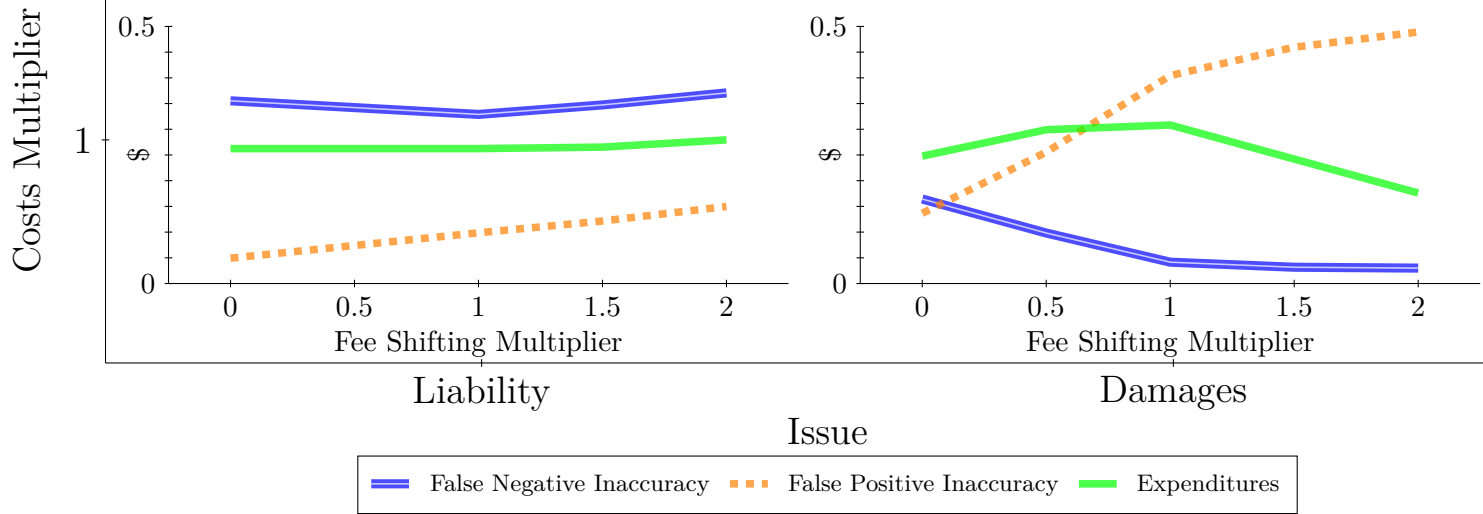 Costs Multiplier
1
0.5
$
0
0 0.5 1 1.5 2
Fee Shifting Multiplier
0.5
$
0
0 0.5 1 1.5 2
Fee Shifting Multiplier
Liability Damages
Issue
False Negative Inaccuracy False Positive Inaccuracy Expenditures